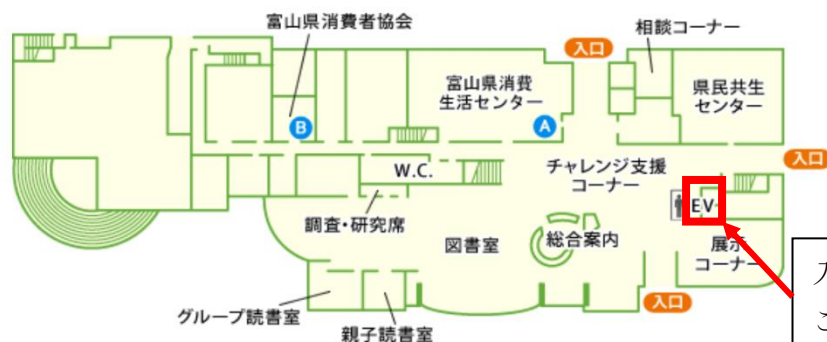 富山県消費者協会
相談コーナー
入口
富山県消費
生活センター
県民共生
センター
B
A
入口
W.C.
チャレンジ支援
コーナー
EV
調査・研究席
図書室
総合案内
展示
コーナー
入口
グループ読書室
親子読書室